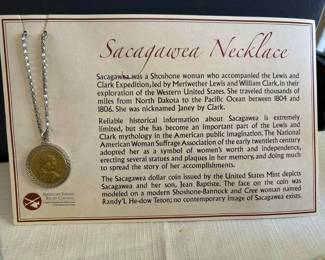 Sacagawea Necklace
Sacagawea was a Shoshone woman who accompanied the Lewis and
Clark Expedition, led by Meriwether Lewis and William Clark, in their
exploration of the Western United States. She traveled thousands of
miles from North Dakota to the Pacific Ocean between 1804 and
1806. She was nicknamed Janey by Clark.
Reliable historical information about Sacagawea is extremely
limited, but she has become an important part of the Lewis and
Clark mythology in the American public imagination. The National
American Woman Suffrage Association of the early twentieth century
adopted her as a symbol of women's worth and independence,
erecting several statues and plaques in her memory, and doing much
to spread the story of her accomplishments.
The Sacagawea dollar coin issued by the United States Mint depicts
Sacagawea and her son, Jean Baptiste. The face on the coin was
modeled on a modern Shoshone-Bannock and Cree woman named
Randy'L He-dow Teton; no contemporary image of Sacagawea exists.